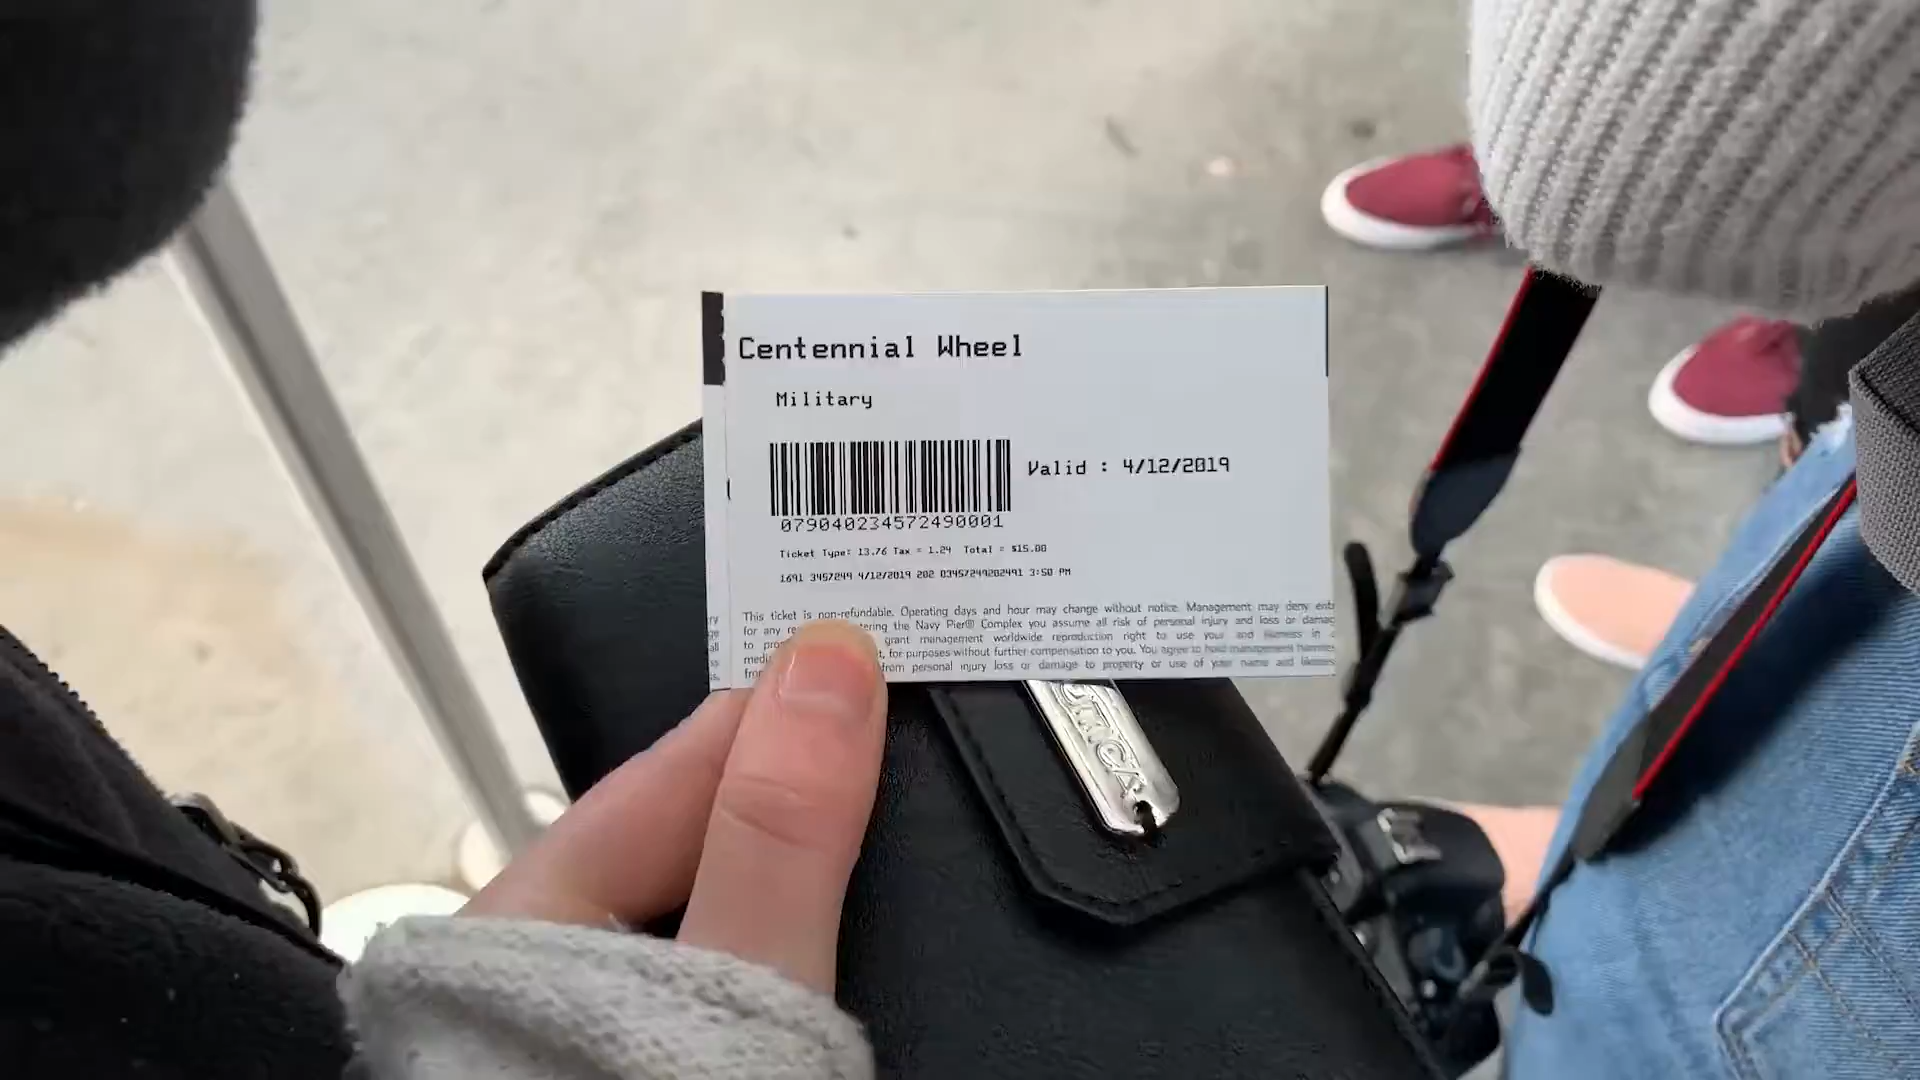 Centennial Wheel
Military
Valid : 4/12/2019
079040234572490001
Ticket Type: 13.76 Tax = 1.24 Total = $15.00
1691 3457249 4/12/2019 202 03457249202491 3:50 PM
This ticket is non-refundable. Operating days and hour may change without notice. Management may deny
for any the Navy Pier® Complex you assume all risk of personal injury and loss or
to grant management worldwide reproduction right to use your and likeness in
for purposes without further compensation to you. You agree to hold management
from personal injury loss or damage to property or use of your name and